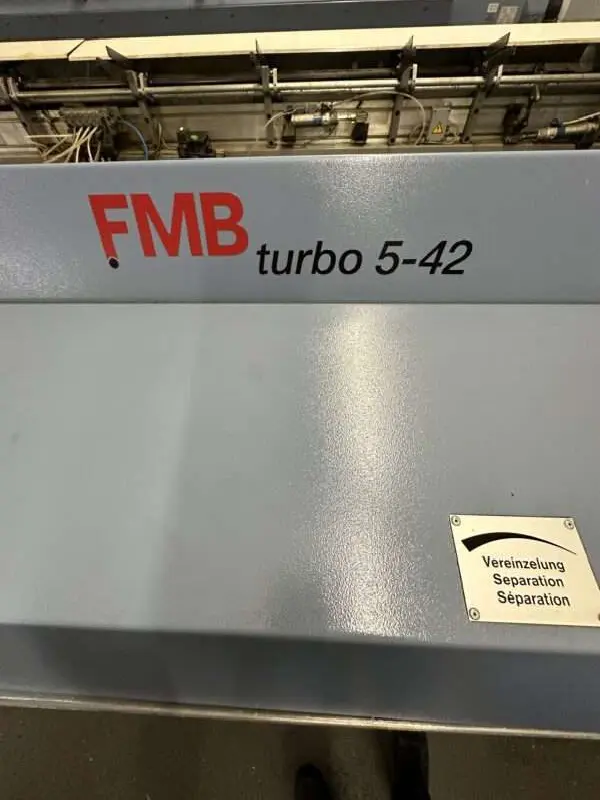 FMB turbo 5-42
Vereinzelung
Separation
Séparation